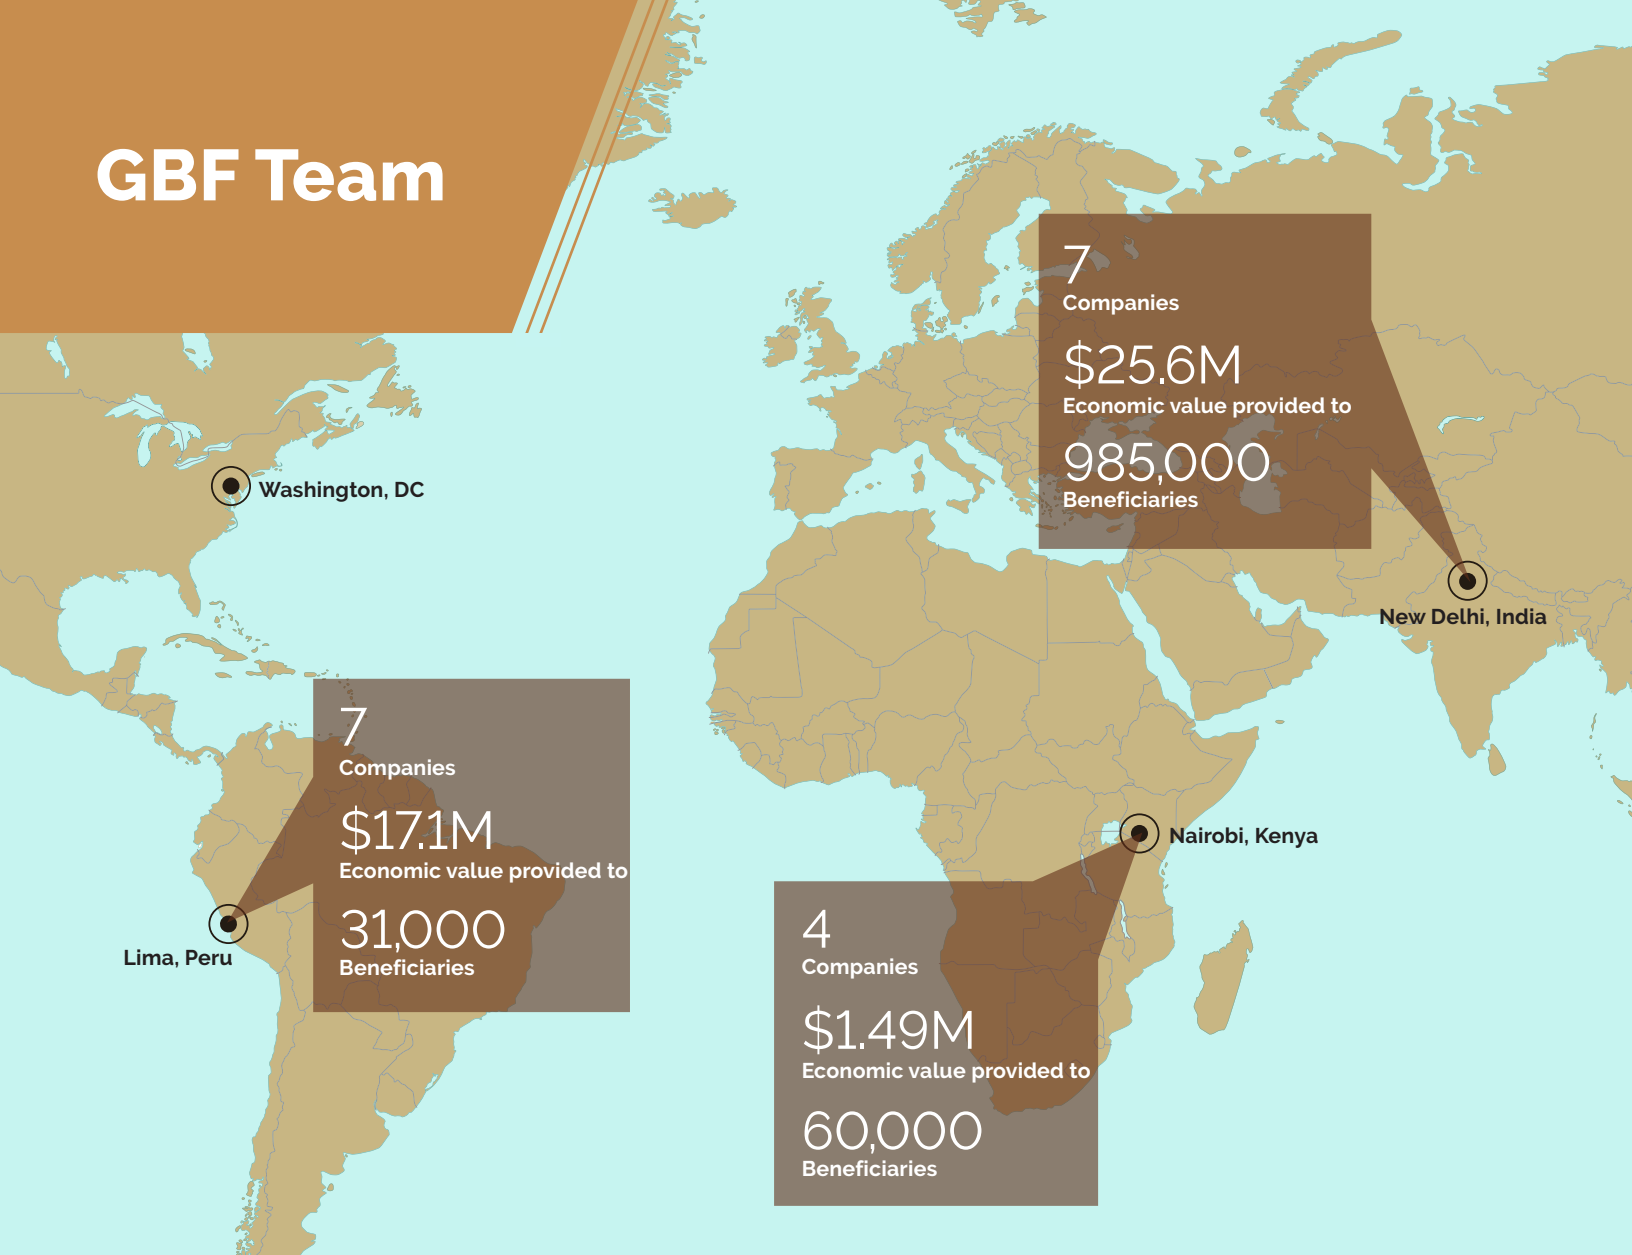 GBF Team
7
Companies
$25.6M
Economic value provided to
985,000
Beneficiaries
Washington, DC
New Delhi, India
7
Companies
$17.1M
Economic value provided to
31,000
Beneficiaries
Lima, Peru
Nairobi, Kenya
4
Companies
$1.49M
Economic value provided to
60,000
Beneficiaries